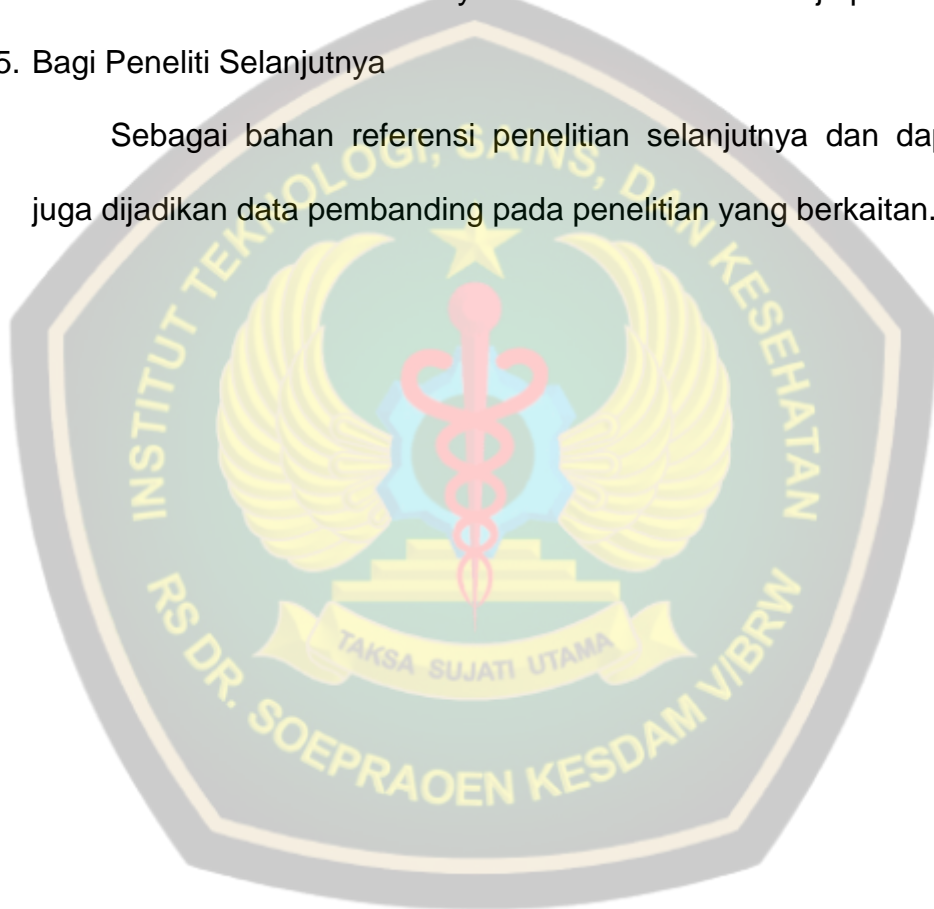 5. Bagi Peneliti Selanjutnya
Sebagai bahan referensi penelitian selanjutnya dan
juga dijadikan data pembanding pada penelitian yang berkaitan.
INSTITUT TEKNOLOGI, SAINS, DAN KESEHATAN
TAKSA SUJATI UTAMA
RS DR. SOEPRAOEN KESDAM V/BRW